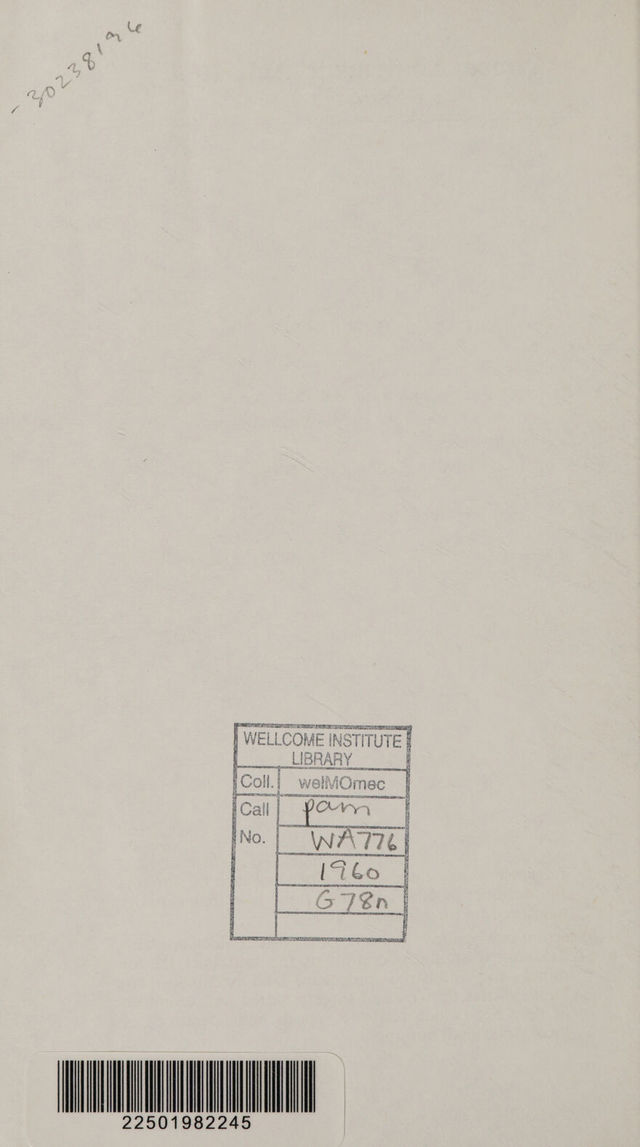 - 30238196
WELLCOME INSTITUTE
LIBRARY
Coll. welMOmec
Call pam
No. WA776
1960
G78n
22501982245